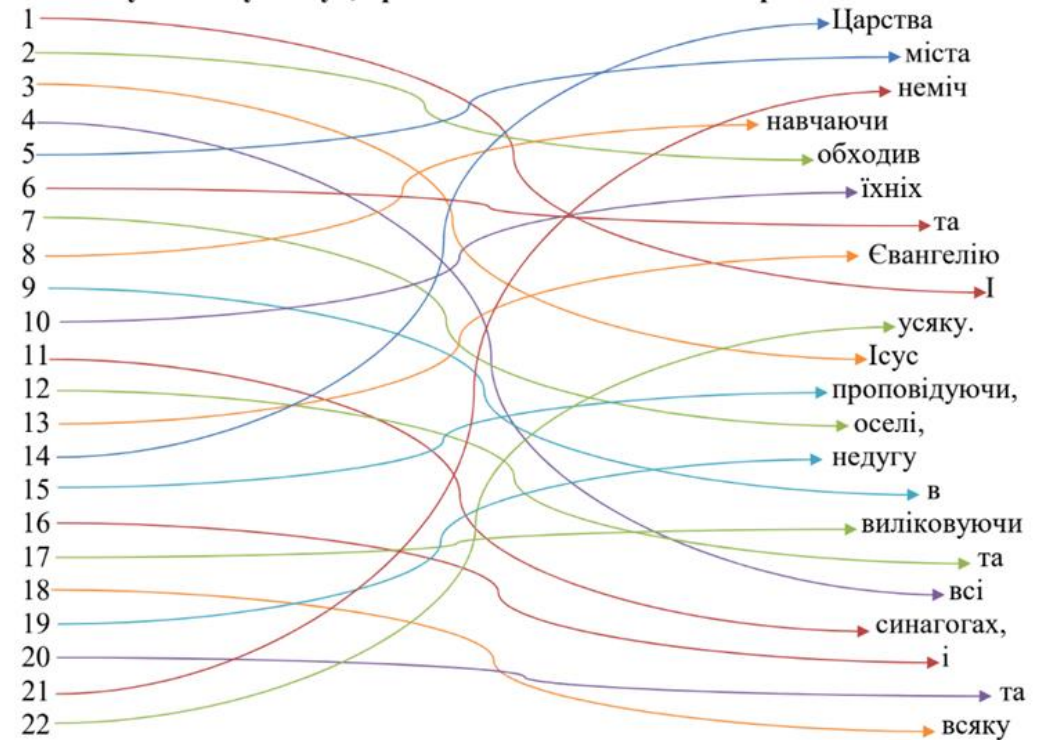 1 Царства
2 міста
3 неміч
4 навчаючи
5 обходив
6 їхніх
7 та
8 Євангелію
9 І
10 усяку.
11 Ісус
12 проповідуючи,
13 оселі,
14 недугу
15 в
16 виліковуючи
17 та
18 всі
19 синагогах,
20 і
21 та
22 всяку